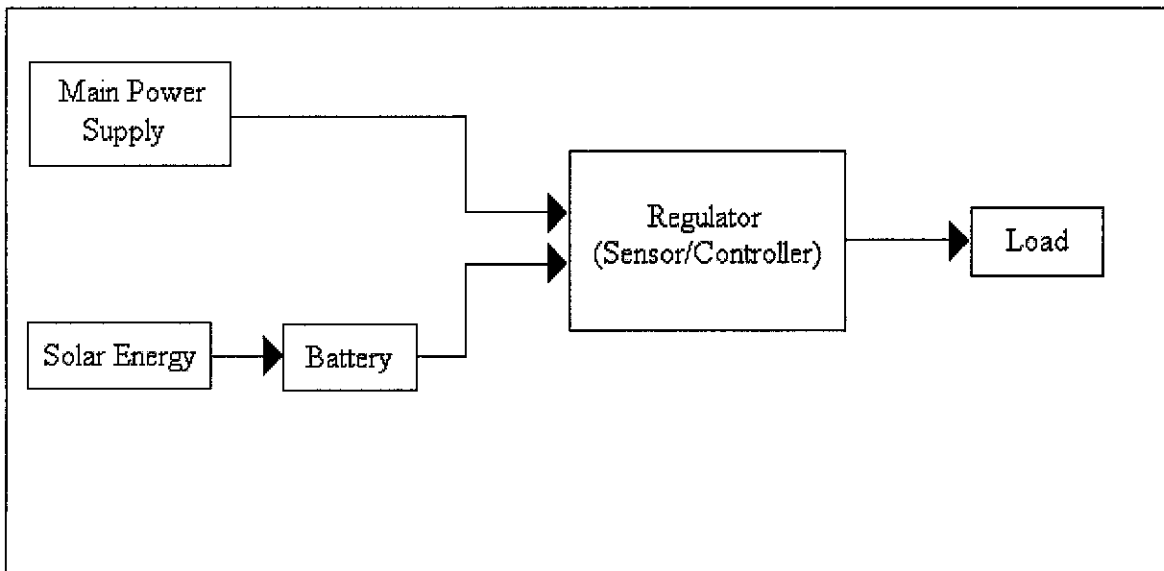 Main Power
Supply
Regulator
(Sensor/Controller)
Load
Solar Energy
Battery